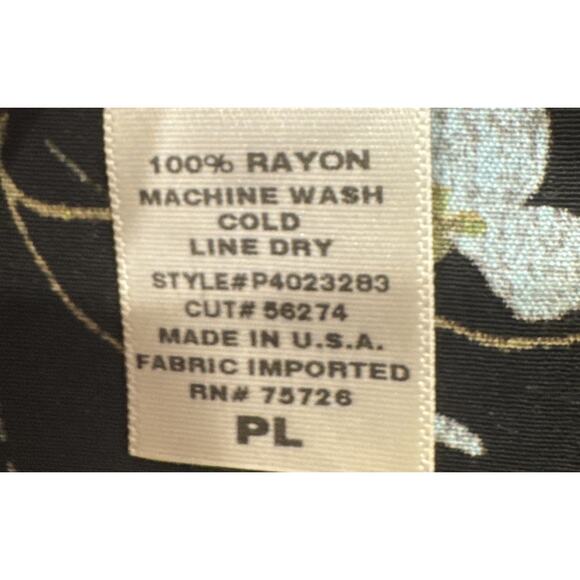 100% RAYON
MACHINE WASH
COLD
LINE DRY
STYLE#P4023283
CUT# 56274
MADE IN U.S.A.
FABRIC IMPORTED
RN# 75726
PL